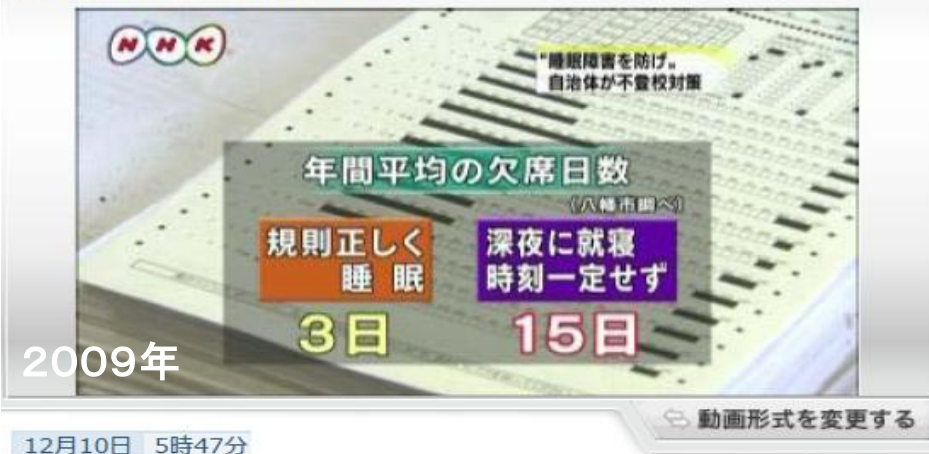 NHK
"睡眠障害を防げ"
自治体が不登校対策
年間平均の欠席日数
(八幡市調べ)
規則正しく
睡眠
深夜に就寝
時刻一定せず
3日
15日
2009年
動画形式を変更する
12月10日 5時47分